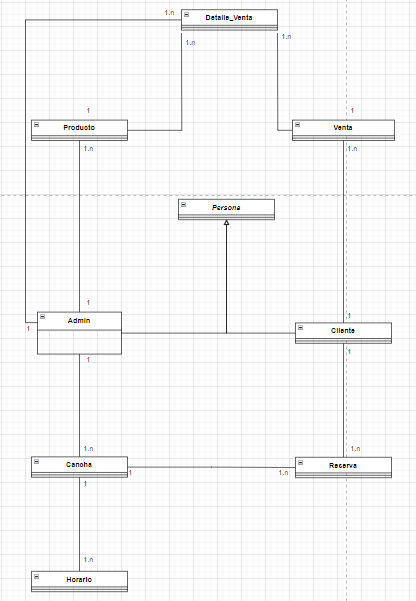 1.n
Detalle_Venta
1.n
1.n
1
1
Producto
Venta
1.n
1.n
Persona
1
1
Admin
1
Cliente
1
1
1.n
1.n
Cancha
1
1.n
Reserva
1
1.n
Horario